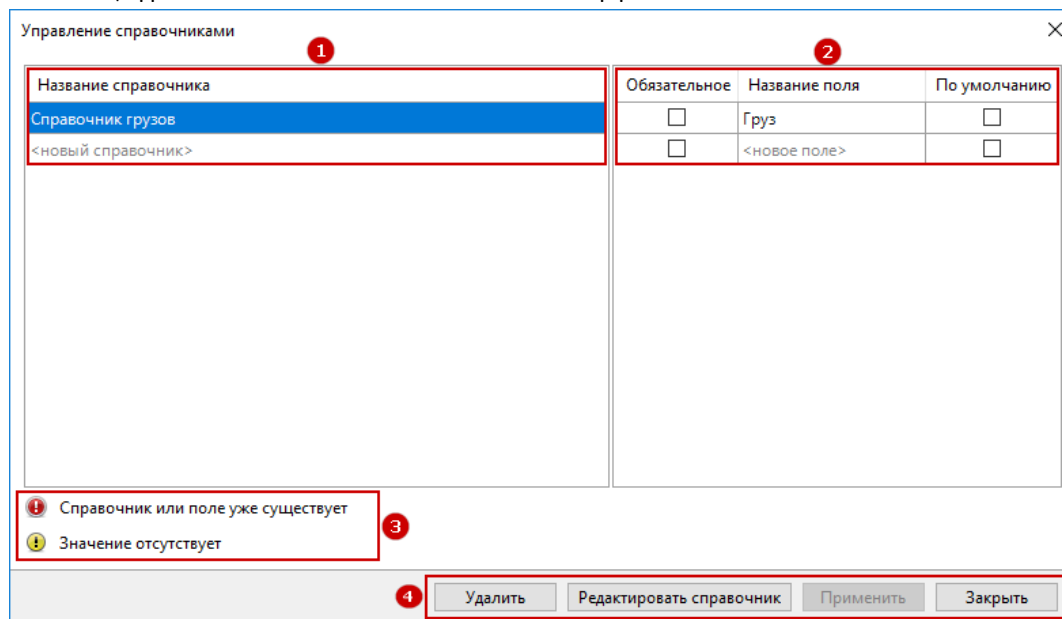 Управление справочниками
1 2
Название справочника Обязательное Название поля По умолчанию
Справочник грузов Груз
<новый справочник> <новое поле>
Справочник или поле уже существует
3
Значение отсутствует
4 Удалить Редактировать справочник Применить Закрыть